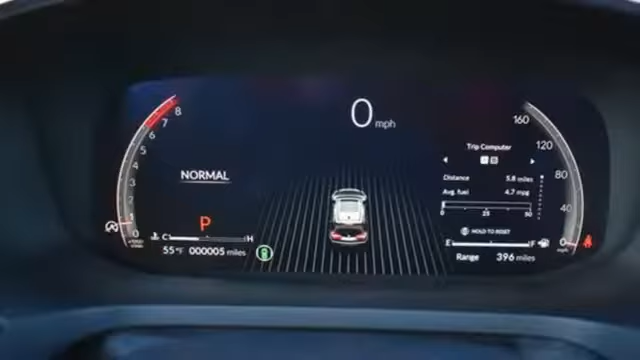 0 mph
8
7
6
5
4
3
2
1
0
x1000
r/min
NORMAL
P
C H
55 °F 000005 miles
160
120
80
40
0
mph
Trip Computer
Distance 5.8 miles
Avg. fuel 4.7 mpg
0 25 50
HOLD TO RESET
E F
Range 396 miles